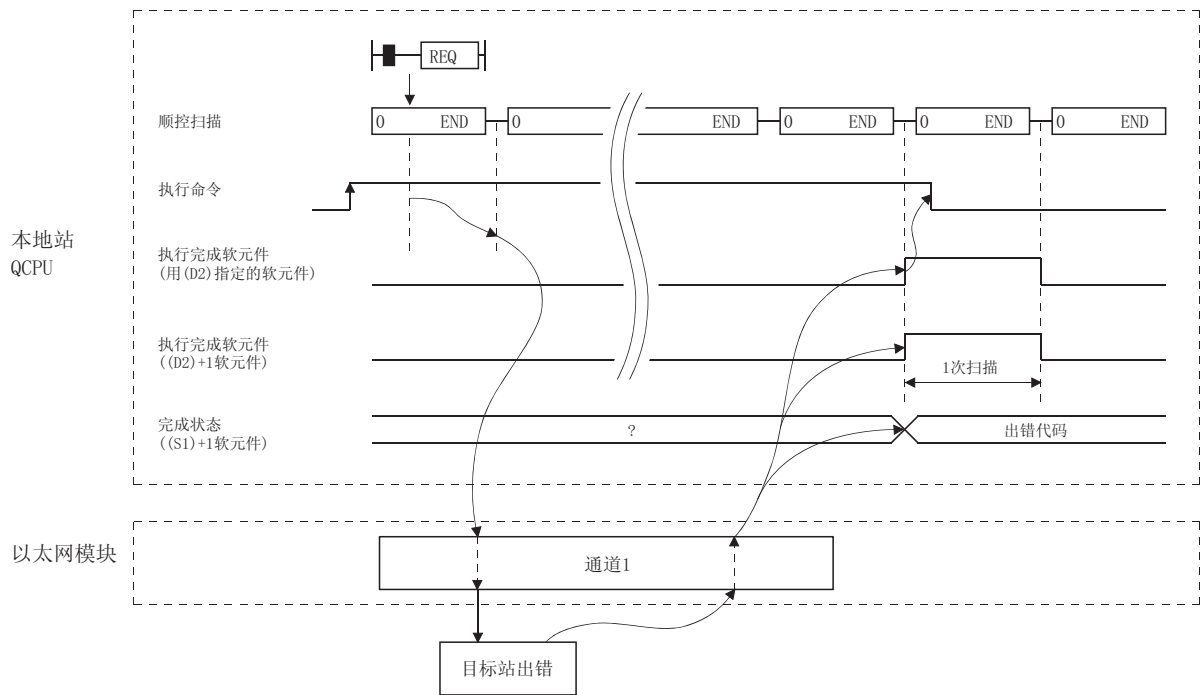 REQ
顺控扫描
0 END 0 END 0 END 0 END 0 END
执行命令
本地站
QCPU
执行完成软元件
(用(D2)指定的软元件)
执行完成软元件
((D2)+1软元件)
1次扫描
完成状态
((S1)+1软元件)
?
出错代码
以太网模块
通道1
目标站出错